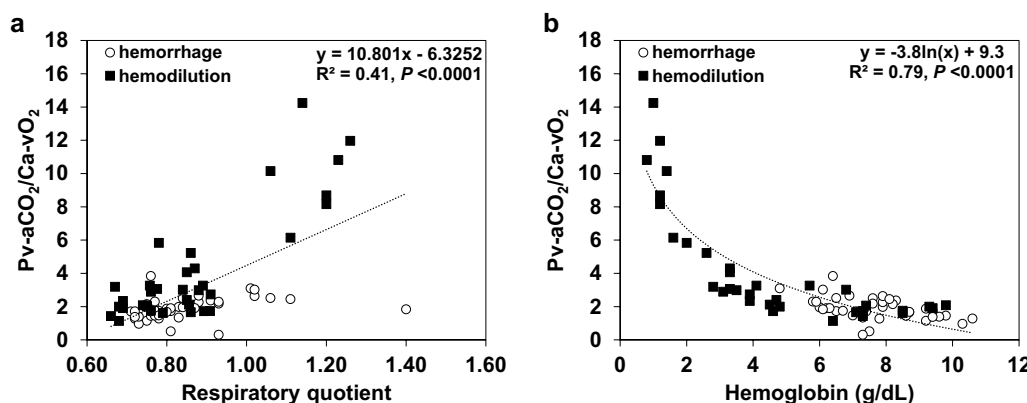 a
18
16
14
12
10
8
6
4
2
0
Pv-aCO₂/Ca-vO₂
hemorrhage
hemodilution
y = 10.801x - 6.3252
R² = 0.41, P <0.0001
0.60 0.80 1.00 1.20 1.40 1.60
Respiratory quotient
b
18
16
14
12
10
8
6
4
2
0
Pv-aCO₂/Ca-vO₂
hemorrhage
hemodilution
y = -3.8ln(x) + 9.3
R² = 0.79, P <0.0001
0 2 4 6 8 10 12
Hemoglobin (g/dL)